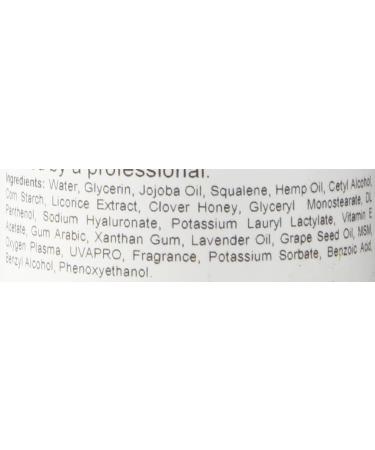 by a professional.
Ingredients: Water, Glycerin, Jojoba Oil, Squalene, Hemp Oil, Cetyl Alcohol,
Corn Starch, Licorice Extract, Clover Honey, Glyceryl Monostearate, DL
Panthenol, Sodium Hyaluronate, Potassium Lauryl Lactylate, Vitamin E
Acetate, Gum Arabic, Xanthan Gum, Lavender Oil, Grape Seed Oil, MSM,
Oxygen Plasma, UVAPRO, Fragrance, Potassium Sorbate, Benzoic Acid,
Benzyl Alcohol, Phenoxyethanol.